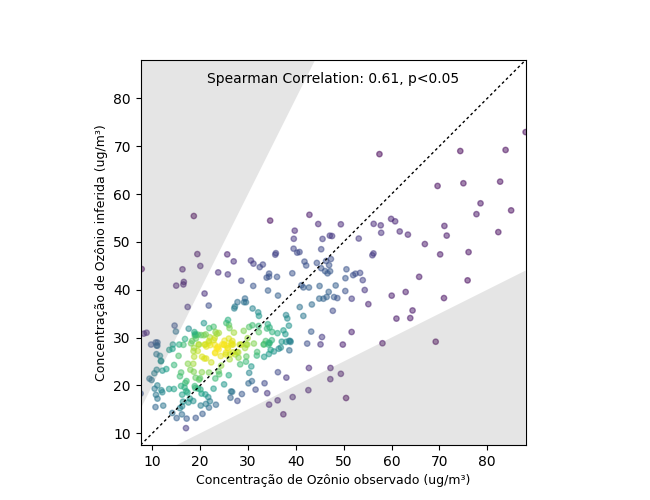 Spearman Correlation: 0.61, p<0.05
80
70
60
50
40
30
20
10
Concentração de Ozônio inferida (ug/m³)
10 20 30 40 50 60 70 80
Concentração de Ozônio observado (ug/m³)